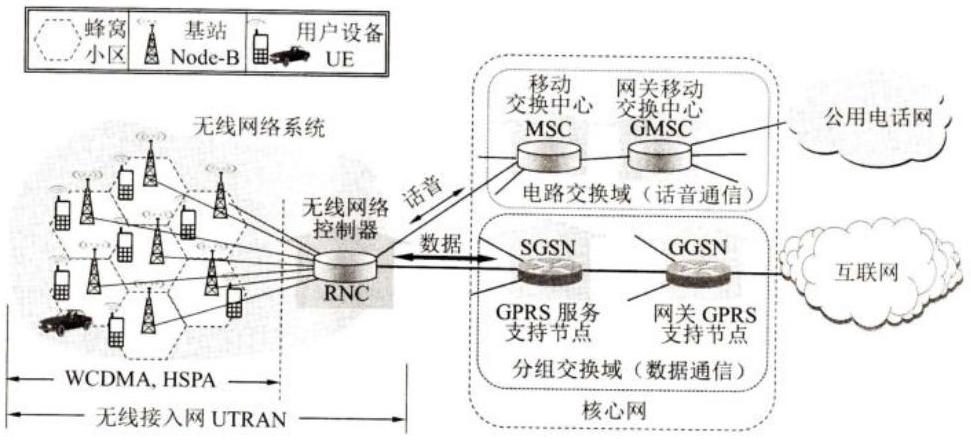 蜂窝
小区
基站
Node-B
用户设备
UE
无线网络系统
无线网络
控制器
RNC
话音
数据
移动
交换中心
MSC
网关移动
交换中心
GMSC
电路交换域（话音通信）
公用电话网
SGSN
GPRS 服务
支持节点
GGSN
网关 GPRS
支持节点
分组交换域（数据通信）
互联网
核心网
WCDMA, HSPA
无线接入网 UTRAN